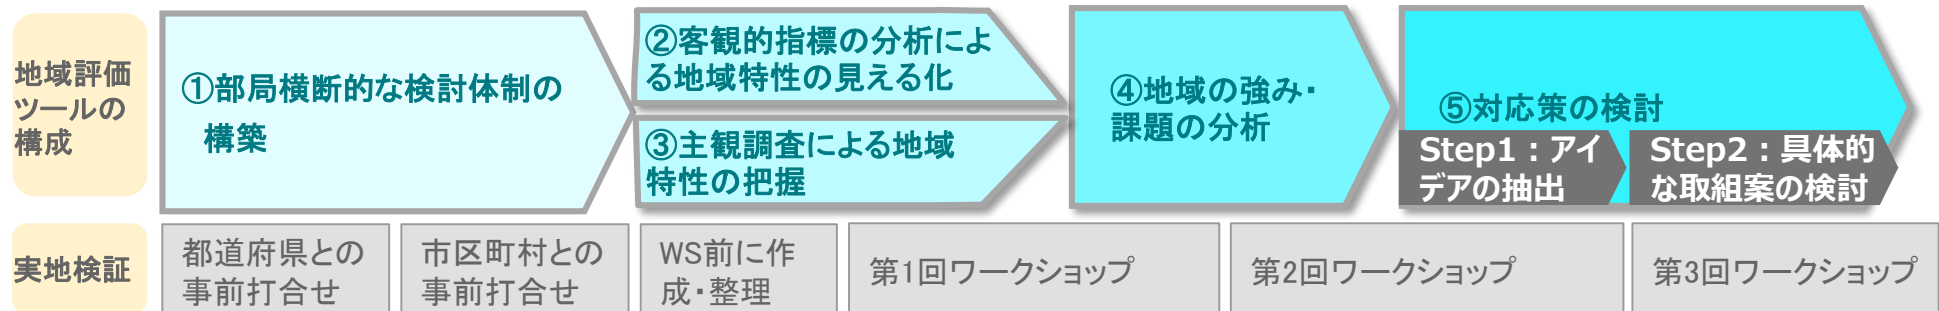 地域評価
ツールの
構成
①部局横断的な検討体制の
構築
②客観的指標の分析によ
る地域特性の見える化
③主観調査による地域
特性の把握
④地域の強み・
課題の分析
⑤対応策の検討
Step1：アイ
デアの抽出
Step2：具体的
な取組案の検討
実地検証
都道府県との
事前打合せ
市区町村との
事前打合せ
WS前に作
成・整理
第1回ワークショップ
第2回ワークショップ
第3回ワークショップ